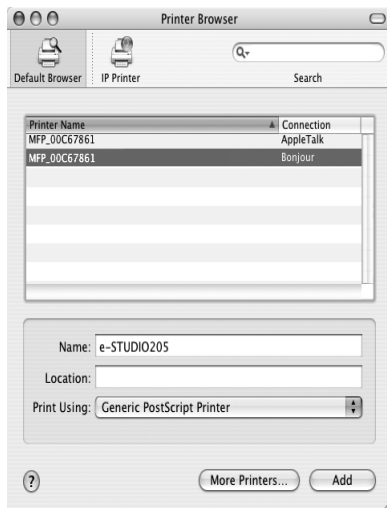 Printer Browser
Default Browser IP Printer Search
Printer Name Connection
MFP_00C67861 AppleTalk
MFP_00C67861 Bonjour
Name: e-STUDIO205
Location:
Print Using: Generic PostScript Printer
? More Printers... Add